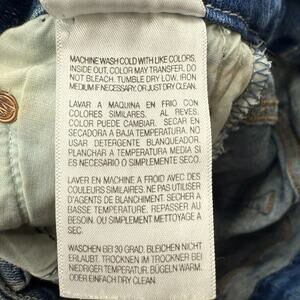 MACHINE WASH COLD WITH LIKE COLORS,
INSIDE OUT, COLOR MAY TRANSFER, DO
NOT BLEACH. TUMBLE DRY LOW. IRON
MEDIUM IF NECESSARY, OR JUST DRY CLEAN.
LAVAR A MAQUINA EN FRIO CON
COLORES SIMILARES. AL REVES.
COLOR PUEDE CAMBIAR. SECAR EN
SECADORA A BAJA TEMPERATURA. NO
USAR DETERGENTE BLANQUEADOR.
PLANCHAR A TEMPERATURA MEDIA SI
ES NECESARIO O SIMPLEMENTE SECO.
LAVER EN MACHINE A FROID AVEC DES
COULEURS SIMILAIRES. NE PAS UTILISER
D'AGENTS DE BLANCHIMENT. SECHER A
BASSE TEMPERATURE. REPASSER AU
BESOIN. OU SIMPLEMENT NETTOYAGE A
SEC.
WASCHEN BEI 30 GRAD. BLEICHEN NICHT
ERLAUBT. TROCKNEN IM TROCKNER BEI
NIEDRIGER TEMPERATUR. BÜGELN WARM.
ODER EINFACH DRY CLEAN